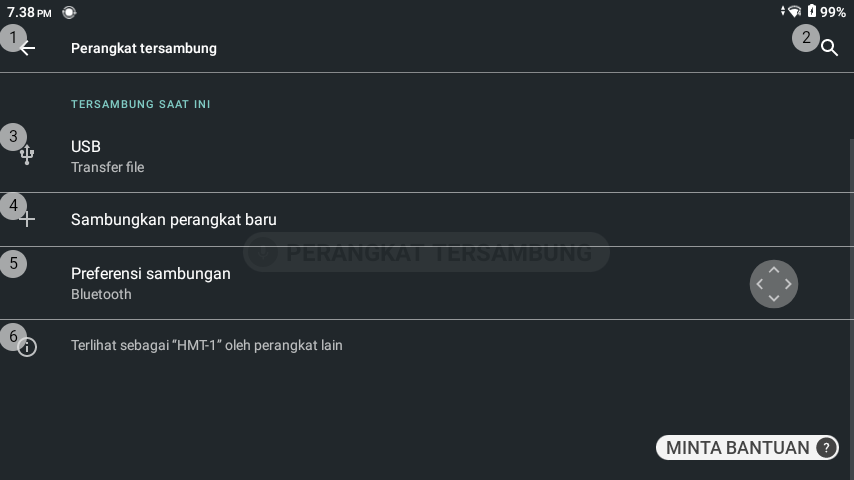 7.38 PM
99%
1
Perangkat tersambung
2
TERSAMBUNG SAAT INI
3
USB
Transfer file
4
Sambungkan perangkat baru
PERANGKAT TERSAMBUNG
5
Preferensi sambungan
Bluetooth
6
Terlihat sebagai “HMT-1” oleh perangkat lain
MINTA BANTUAN ?